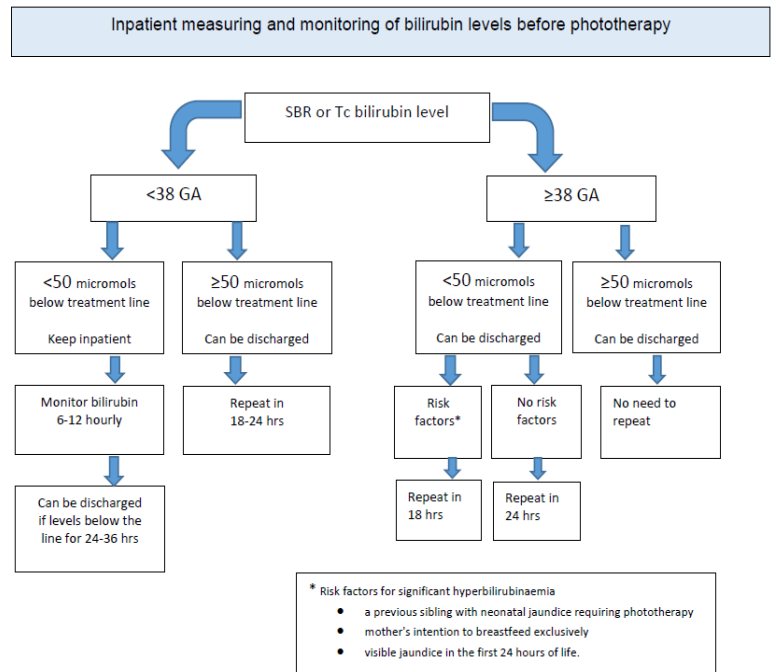 Inpatient measuring and monitoring of bilirubin levels before phototherapy
SBR or Tc bilirubin level
<38 GA
≥38 GA
<50 micromols
below treatment line
Keep inpatient
≥50 micromols
below treatment line
Can be discharged
<50 micromols
below treatment line
Can be discharged
≥50 micromols
below treatment line
Can be discharged
Monitor bilirubin
6-12 hourly
Repeat in
18-24 hrs
Risk
factors*
No risk
factors
No need to
repeat
Can be discharged
if levels below the
line for 24-36 hrs
Repeat in
18 hrs
Repeat in
24 hrs
* Risk factors for significant hyperbilirubinaemia
● a previous sibling with neonatal jaundice requiring phototherapy
● mother's intention to breastfeed exclusively
● visible jaundice in the first 24 hours of life.